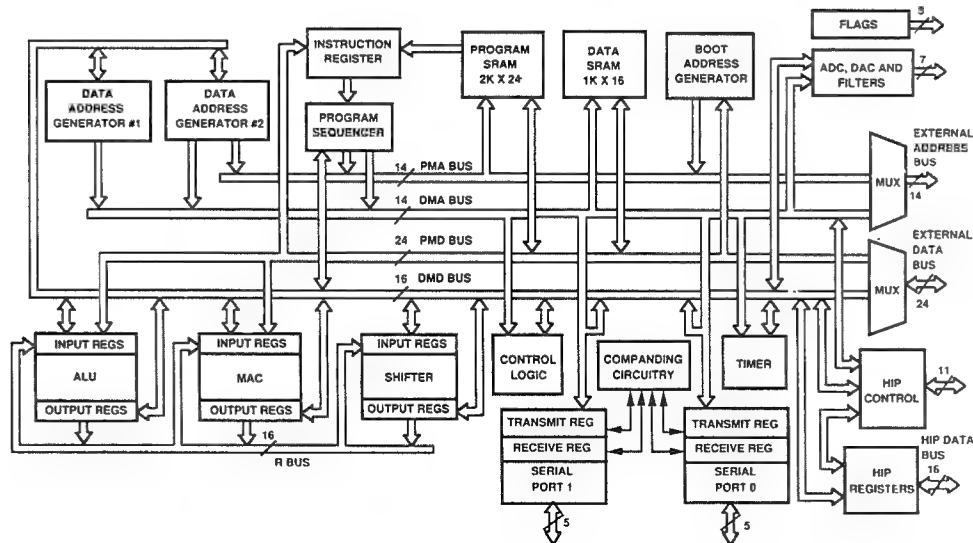 INSTRUCTION
REGISTER
PROGRAM
SRAM
2K X 24
DATA
SRAM
1K X 16
BOOT
ADDRESS
GENERATOR
FLAGS
5
ADC, DAC AND
FILTERS
7
DATA
ADDRESS
GENERATOR #1
DATA
ADDRESS
GENERATOR #2
PROGRAM
SEQUENCER
EXTERNAL
ADDRESS
BUS
14
MUX
14
PMA BUS
14
DMA BUS
24
PMD BUS
16
DMD BUS
EXTERNAL
DATA
BUS
24
MUX
INPUT REGS
ALU
OUTPUT REGS
INPUT REGS
MAC
OUTPUT REGS
INPUT REGS
SHIFTER
OUTPUT REGS
16
R BUS
CONTROL
LOGIC
COMPANDING
CIRCUITRY
TIMER
TRANSMIT REG
RECEIVE REG
SERIAL
PORT 1
5
TRANSMIT REG
RECEIVE REG
SERIAL
PORT 0
5
HIP
CONTROL
11
HIP
REGISTERS
HIP DATA
BUS
16